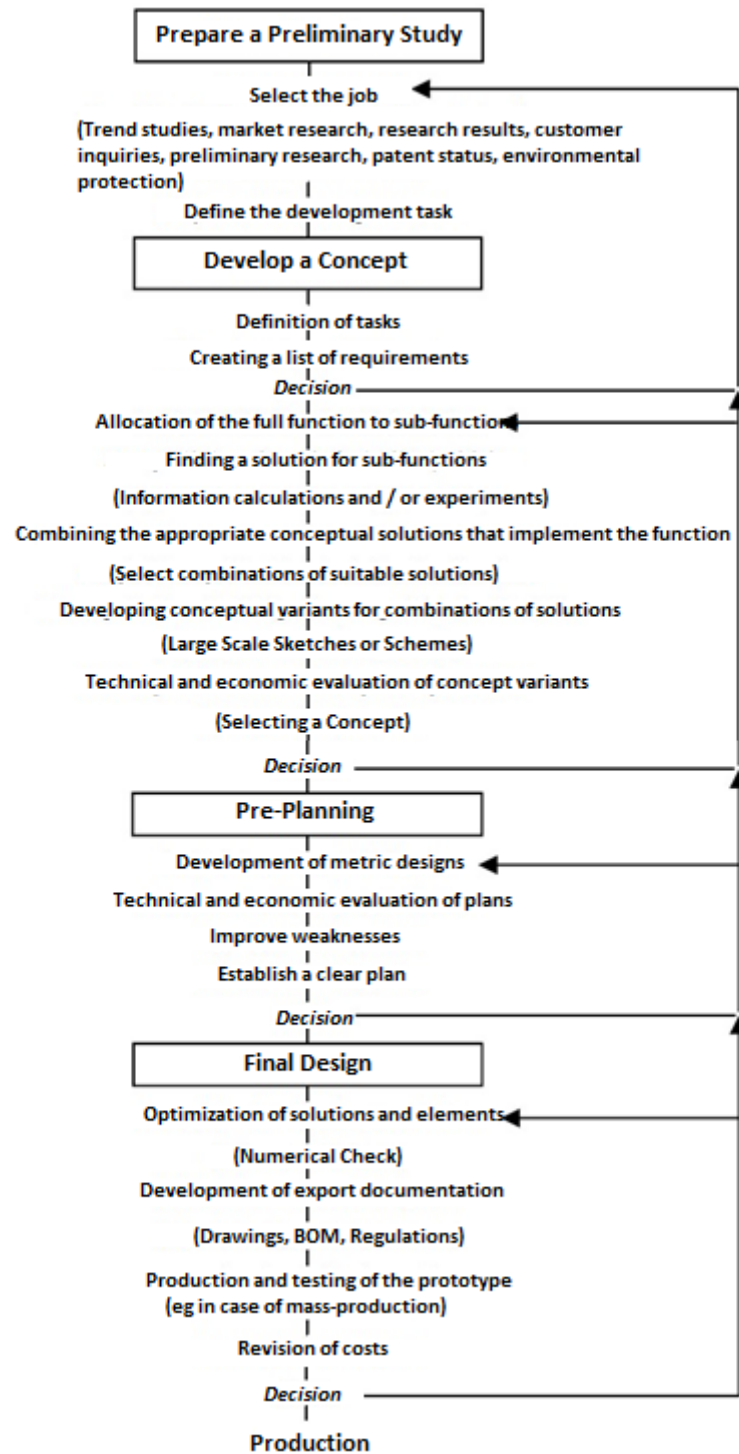 Prepare a Preliminary Study
Select the job
(Trend studies, market research, research results, customer
inquiries, preliminary research, patent status, environmental
protection)
Define the development task
Develop a Concept
Definition of tasks
Creating a list of requirements
Decision
Allocation of the full function to sub-function
Finding a solution for sub-functions
(Information calculations and / or experiments)
Combining the appropriate conceptual solutions that implement the function
(Select combinations of suitable solutions)
Developing conceptual variants for combinations of solutions
(Large Scale Sketches or Schemes)
Technical and economic evaluation of concept variants
(Selecting a Concept)
Decision
Pre-Planning
Development of metric designs
Technical and economic evaluation of plans
Improve weaknesses
Establish a clear plan
Decision
Final Design
Optimization of solutions and elements
(Numerical Check)
Development of export documentation
(Drawings, BOM, Regulations)
Production and testing of the prototype
(eg in case of mass-production)
Revision of costs
Decision
Production